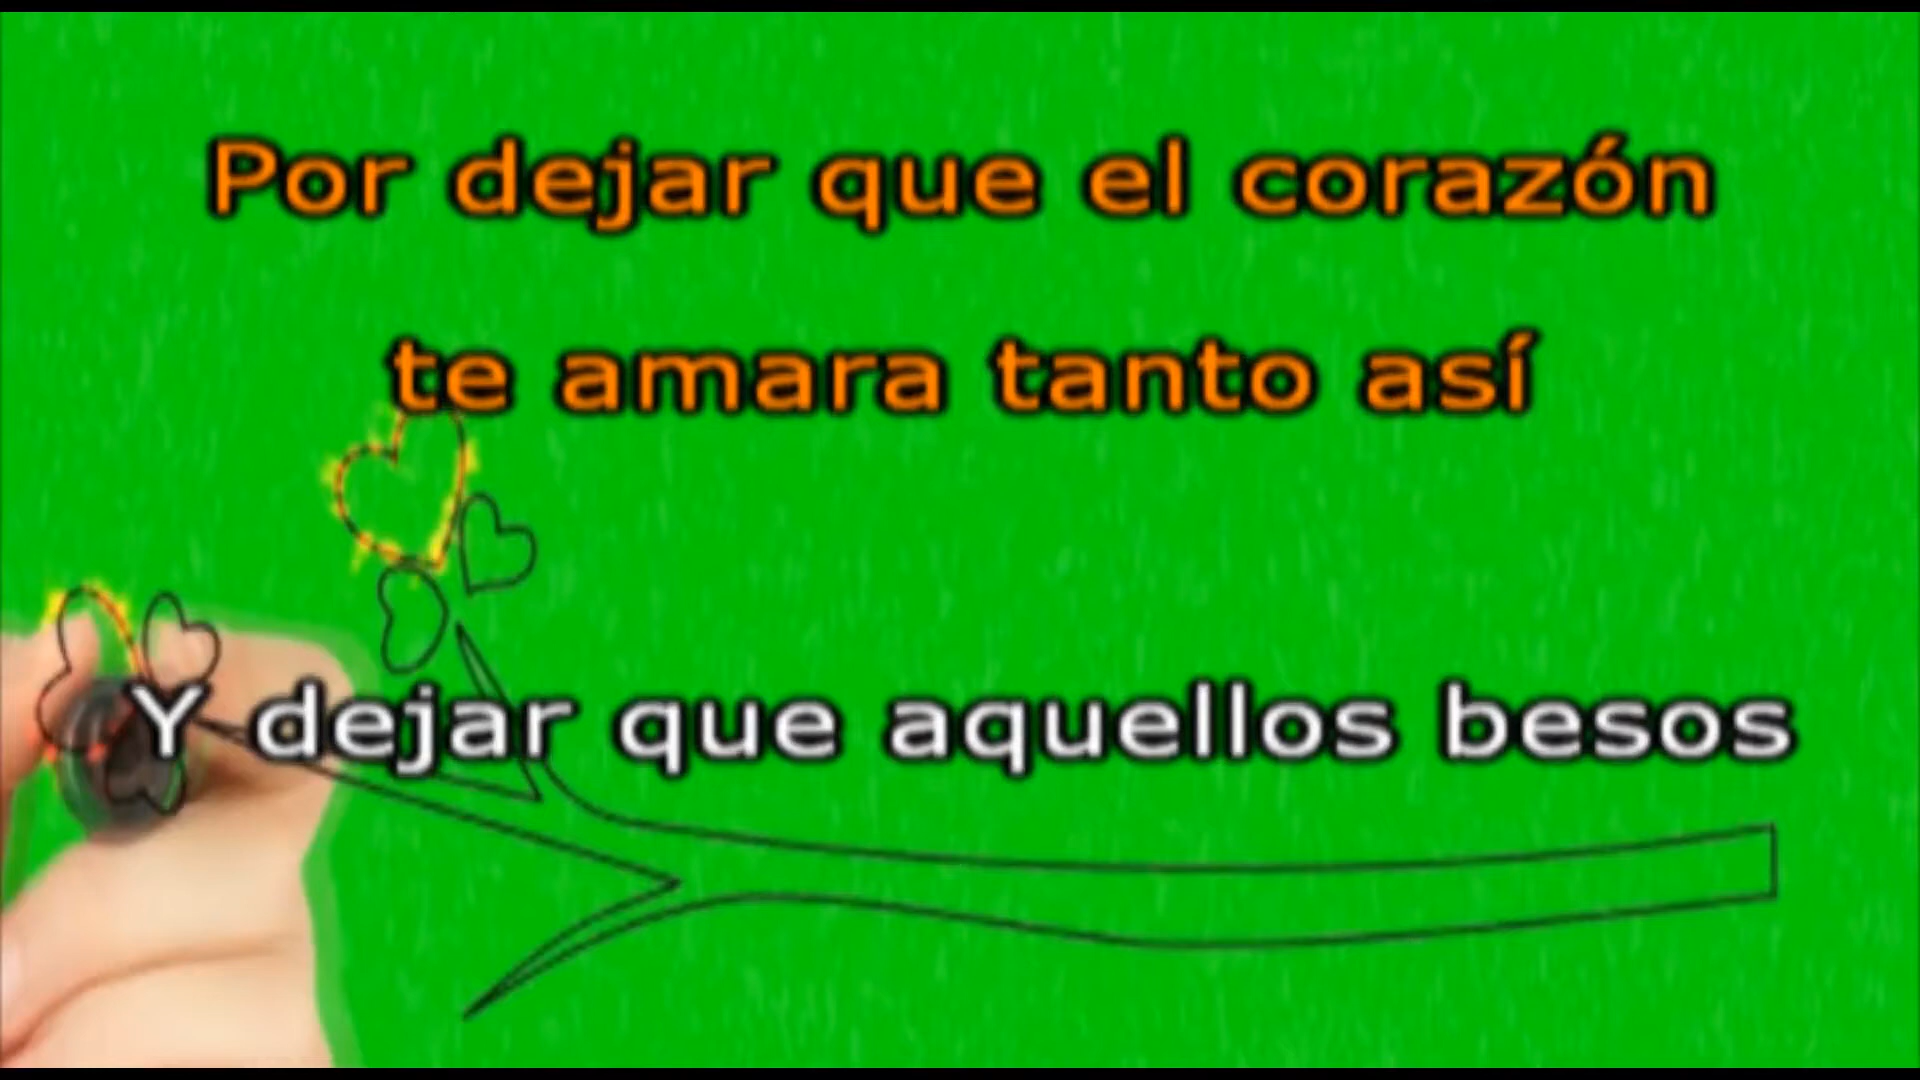 Por dejar que el corazón
te amara tanto así
Y dejar que aquellos besos